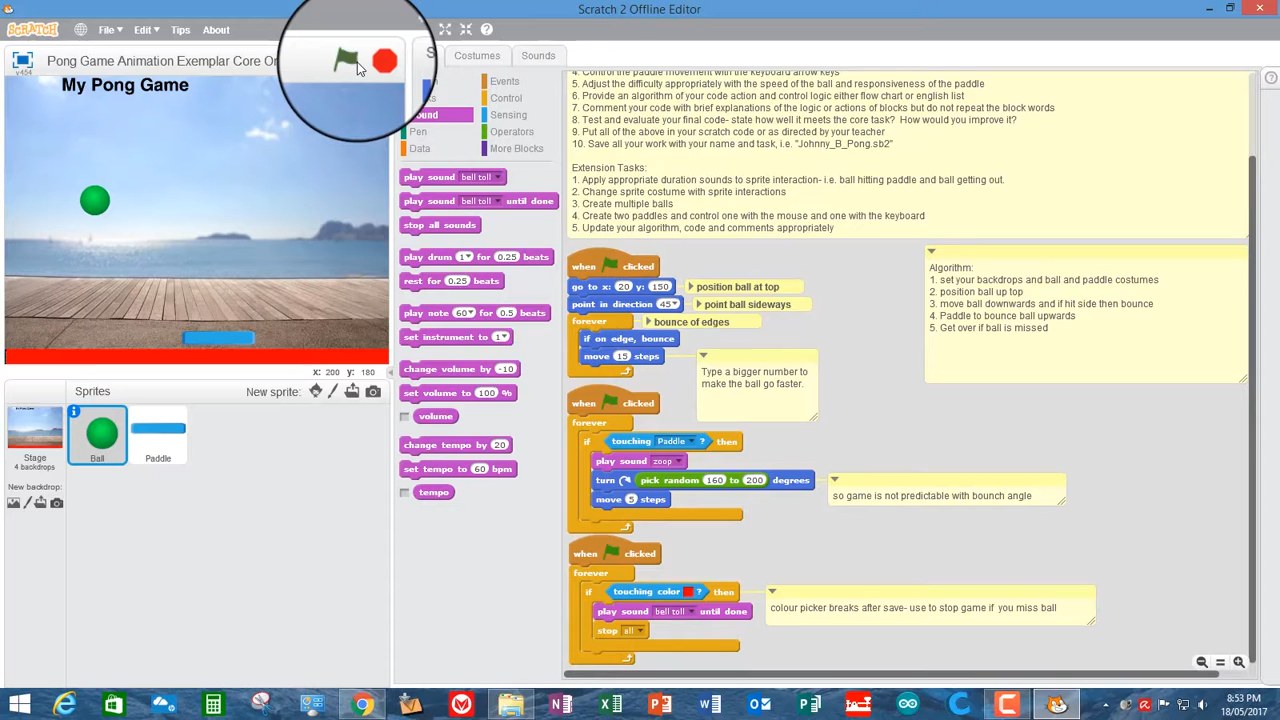 Scratch 2 Offline Editor
SCRATCH File Edit Tips About
Pong Game Animation Exemplar Core On
v454
My Pong Game
x: 200 y: 180
S Costumes Sounds
Events
Control
ound Sensing
Pen Operators
Data More Blocks
play sound bell toll
play sound bell toll until done
stop all sounds
play drum 1 for 0.25 beats
rest for 0.25 beats
play note 60 for 0.5 beats
set instrument to 1
change volume by -10
set volume to 100 %
volume
change tempo by 20
set tempo to 60 bpm
tempo
Sprites New sprite:
Stage
4 backdrops
New backdrop:
Ball
Paddle
4. Control the paddle movement with the keyboard arrow keys
5. Adjust the difficulty appropriately with the speed of the ball and responsiveness of the paddle
6. Provide an algorithm of your code action and control logic either flow chart or english list
7. Comment your code with brief explanations of the logic or actions of blocks but do not repeat the block words
8. Test and evaluate your final code- state how well it meets the core task? How would you improve it?
9. Put all of the above in your scratch code or as directed by your teacher
10. Save all your work with your name and task, i.e. "Johnny_B_Pong.sb2"
Extension Tasks:
1. Apply appropriate duration sounds to sprite interaction- i.e. ball hitting paddle and ball getting out.
2. Change sprite costume with sprite interactions
3. Create multiple balls
4. Create two paddles and control one with the mouse and one with the keyboard
5. Update your algorithm, code and comments appropriately
when clicked
go to x: 20 y: 150
position ball at top
point in direction 45
point ball sideways
forever
bounce of edges
if on edge, bounce
move 15 steps
Type a bigger number to
make the ball go faster.
when clicked
forever
if touching Paddle ? then
play sound zoop
turn pick random 160 to 200 degrees
move 5 steps
so game is not predictable with bounch angle
when clicked
forever
if touching color ? then
play sound bell toll until done
stop all
colour picker breaks after save- use to stop game if you miss ball
Algorithm:
1. set your backdrops and ball and paddle costumes
2. position ball up top
3. move ball downwards and if hit side then bounce
4. Paddle to bounce ball upwards
5. Get over if ball is missed
8:53 PM
18/05/2017